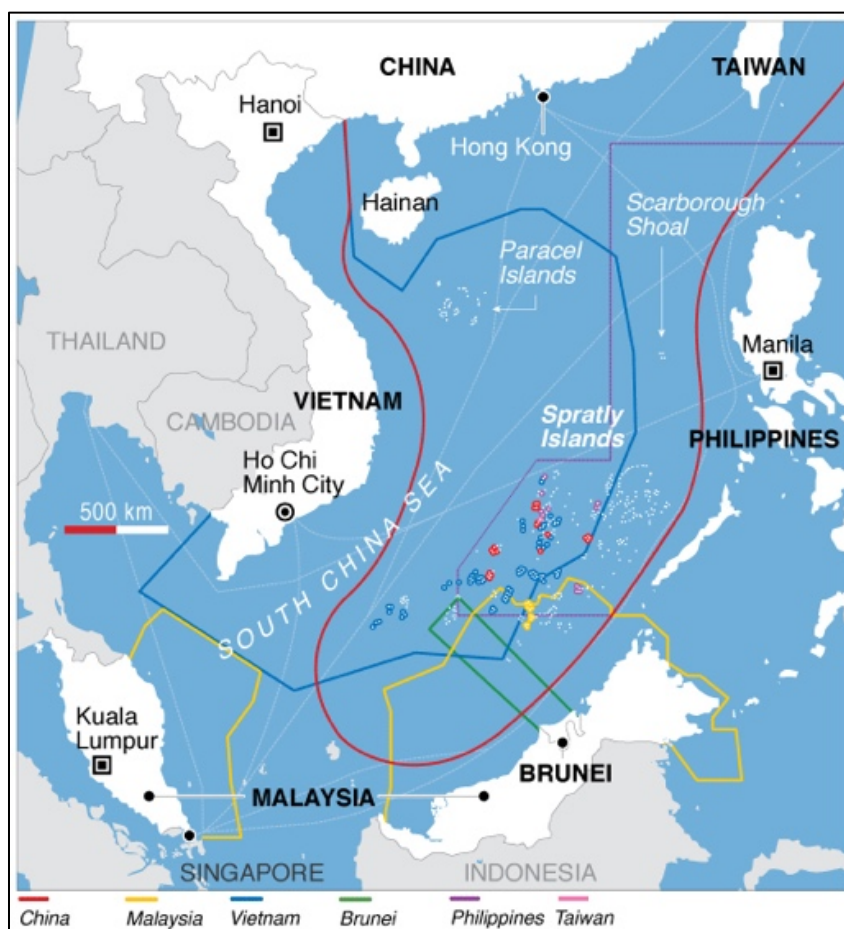 CHINA
TAIWAN
Hanoi
Hong Kong
Hainan
Scarborough
Shoal
Paracel
Islands
THAILAND
Manila
VIETNAM
CAMBODIA
Spratly
Islands
PHILIPPINES
Ho Chi
Minh City
500 km
SOUTH CHINA SEA
Kuala
Lumpur
BRUNEI
MALAYSIA
SINGAPORE
INDONESIA
China
Malaysia
Vietnam
Brunei
Philippines
Taiwan